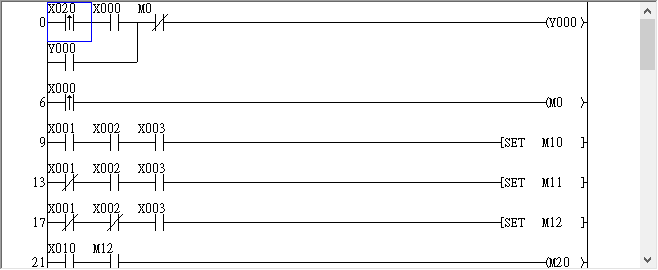 X020 X000 M0
0 (Y000 )
Y000
X000
6 (M0 )
X001 X002 X003
9 [SET M10 ]
X001 X002 X003
13 [SET M11 ]
X001 X002 X003
17 [SET M12 ]
X010 M12
21 (M20 )